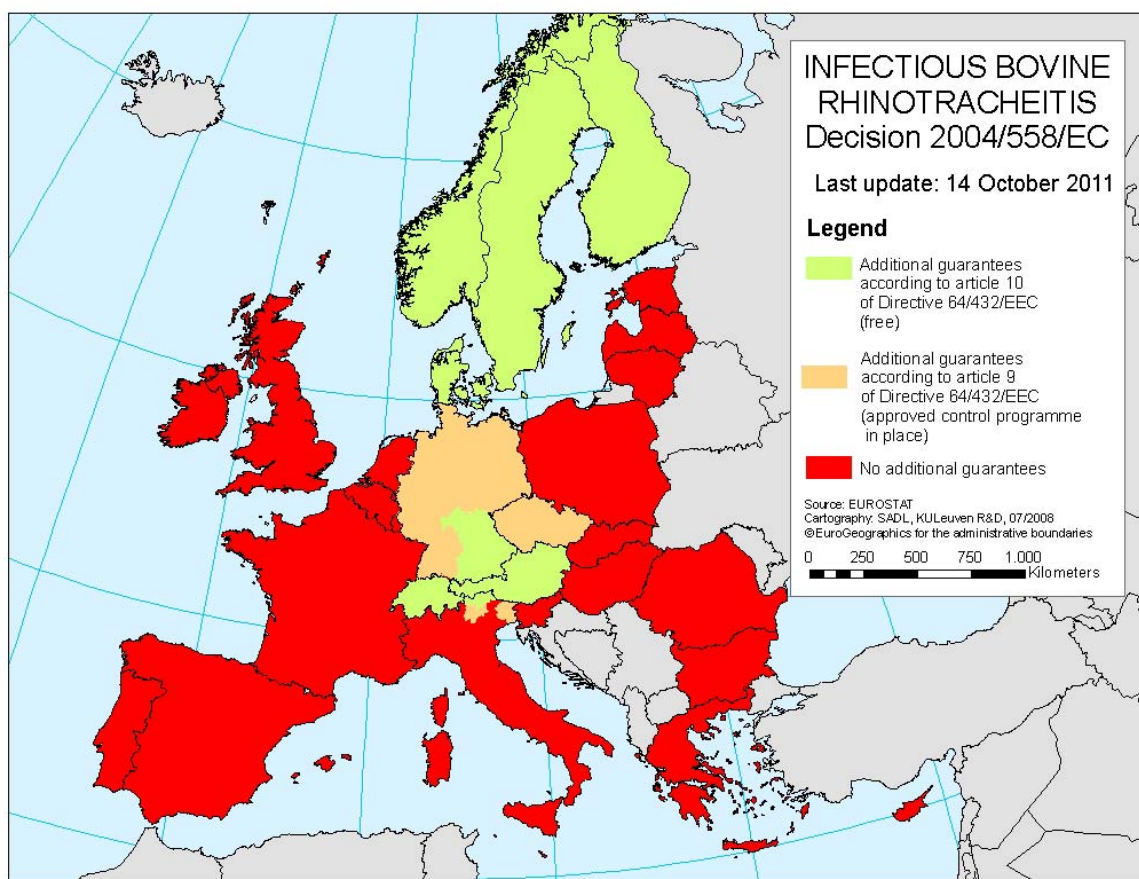 INFECTIOUS BOVINE
RHINOTRACHEITIS
Decision 2004/558/EC
Last update: 14 October 2011
Legend
Additional guarantees
according to article 10
of Directive 64/432/EEC
(free)
Additional guarantees
according to article 9
of Directive 64/432/EEC
(approved control programme
in place)
No additional guarantees
Source: EUROSTAT
Cartography: SADL, KULeuven R&D, 07/2008
©EuroGeographics for the administrative boundaries
0 250 500 750 1.000
Kilometers